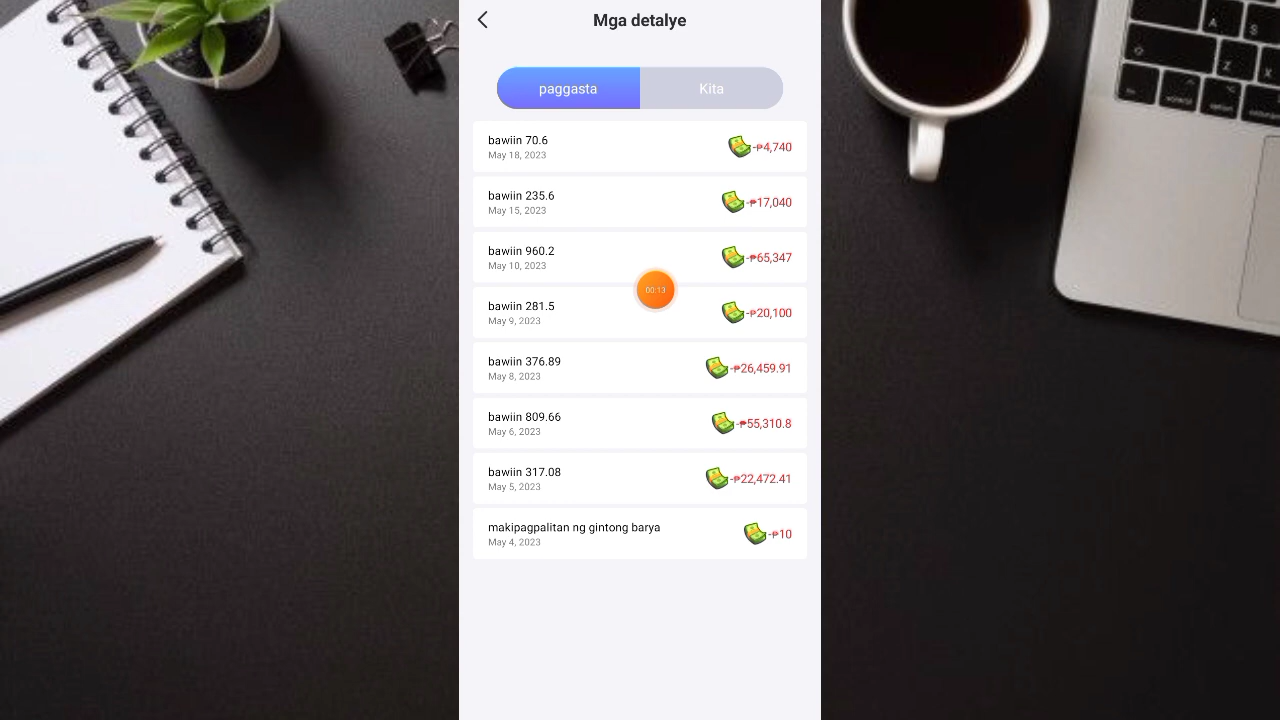 Mga detalye
paggasta
Kita
bawiin 70.6
May 18, 2023
-₱4,740
bawiin 235.6
May 15, 2023
-₱17,040
bawiin 960.2
May 10, 2023
-₱65,347
00:13
bawiin 281.5
May 9, 2023
-₱20,100
bawiin 376.89
May 8, 2023
-₱26,459.91
bawiin 809.66
May 6, 2023
-₱55,310.8
bawiin 317.08
May 5, 2023
-₱22,472.41
makipagpalitan ng gintong barya
May 4, 2023
-₱10
A
S
Z
X
fn
control
option